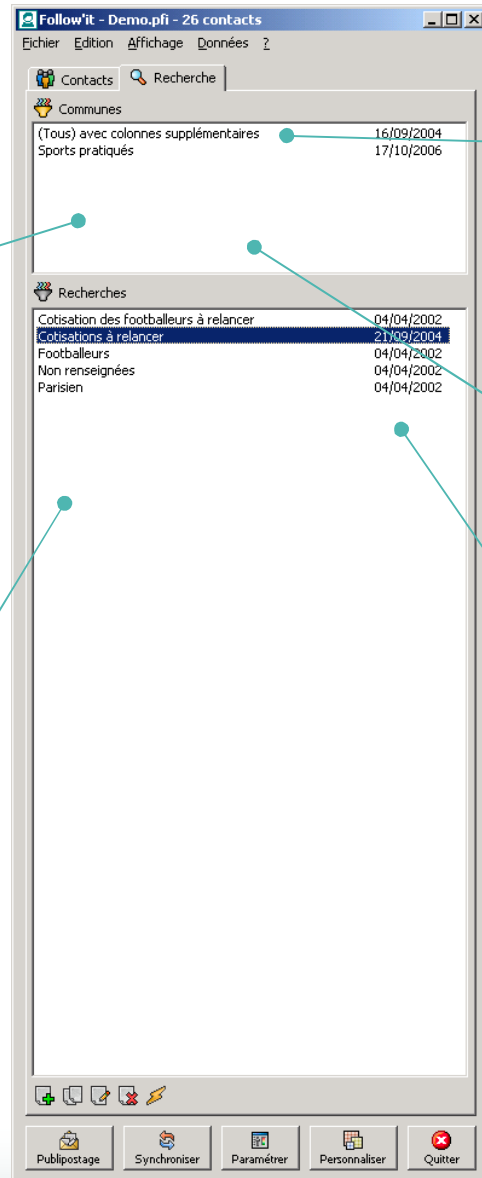 Follow'it - Demo.pfi - 26 contacts
Fichier Edition Affichage Données ?
Contacts Recherche
Communes
(Tous) avec colonnes supplémentaires 16/09/2004
Sports pratiqués 17/10/2006
Recherches
Cotisation des footballeurs à relancer 04/04/2002
Cotisations à relancer 21/09/2004
Footballeurs 04/04/2002
Non renseignées 04/04/2002
Parisien 04/04/2002
Publipostage Synchroniser Paramétrer Personnaliser Quitter